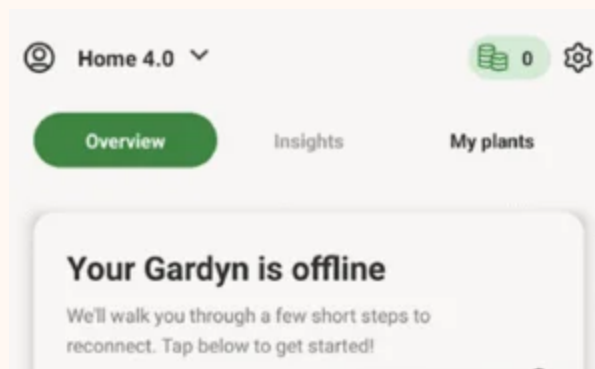 Home 4.0
0
Overview
Insights
My plants
Your Gardyn is offline
We'll walk you through a few short steps to
reconnect. Tap below to get started!